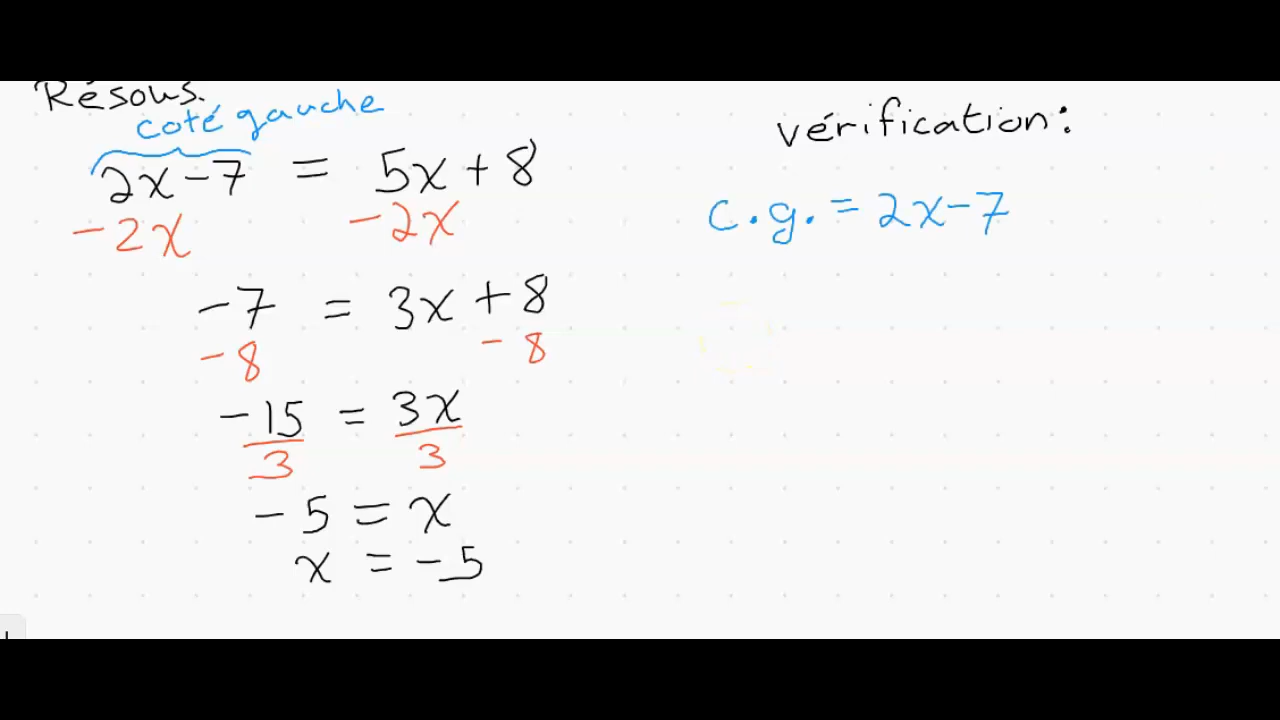 Résous.
coté gauche
2x - 7 = 5x + 8
-2x -2x
-7 = 3x + 8
-8 -8
-15 = 3x
3 3
-5 = x
x = -5
vérification:
c.g. = 2x - 7